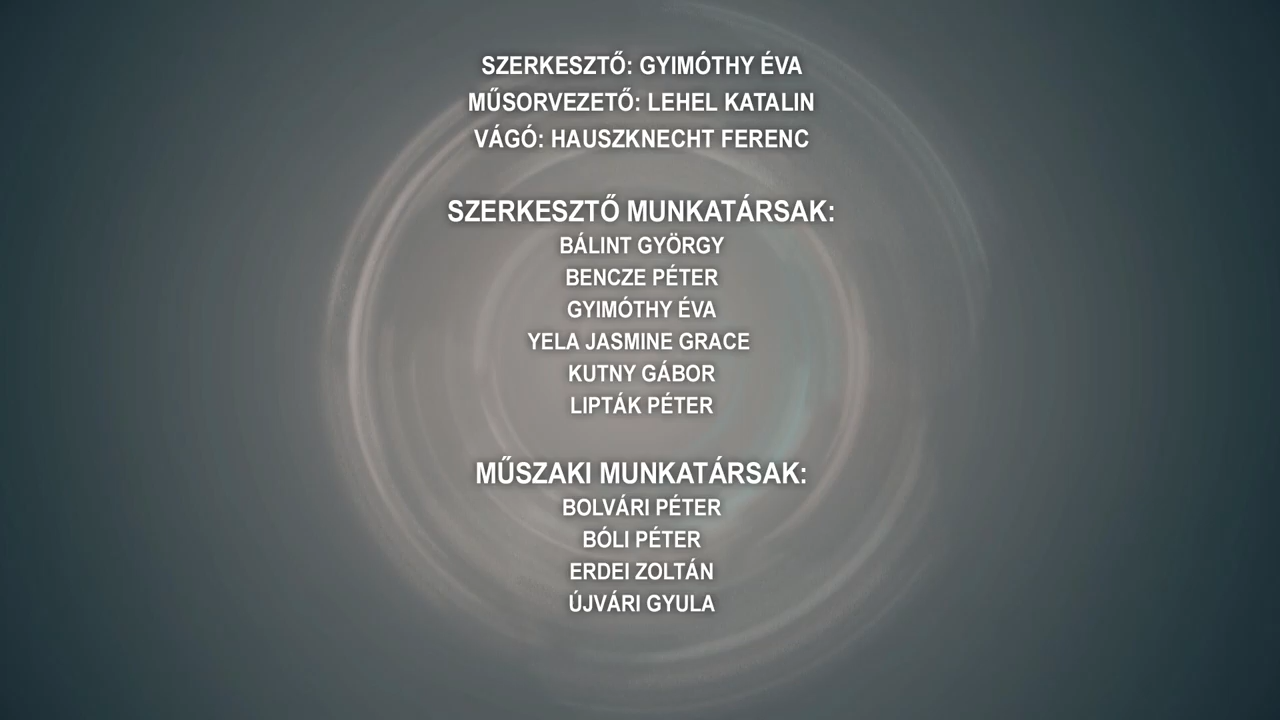 SZERKESZTŐ: GYIMÓTHY ÉVA
MŰSORVEZETŐ: LEHEL KATALIN
VÁGÓ: HAUSZKNECHT FERENC
SZERKESZTŐ MUNKATÁRSAK:
BÁLINT GYÖRGY
BENCZE PÉTER
GYIMÓTHY ÉVA
YELA JASMINE GRACE
KUTNY GÁBOR
LIPTÁK PÉTER
MŰSZAKI MUNKATÁRSAK:
BOLVÁRI PÉTER
BÓLI PÉTER
ERDEI ZOLTÁN
ÚJVÁRI GYULA